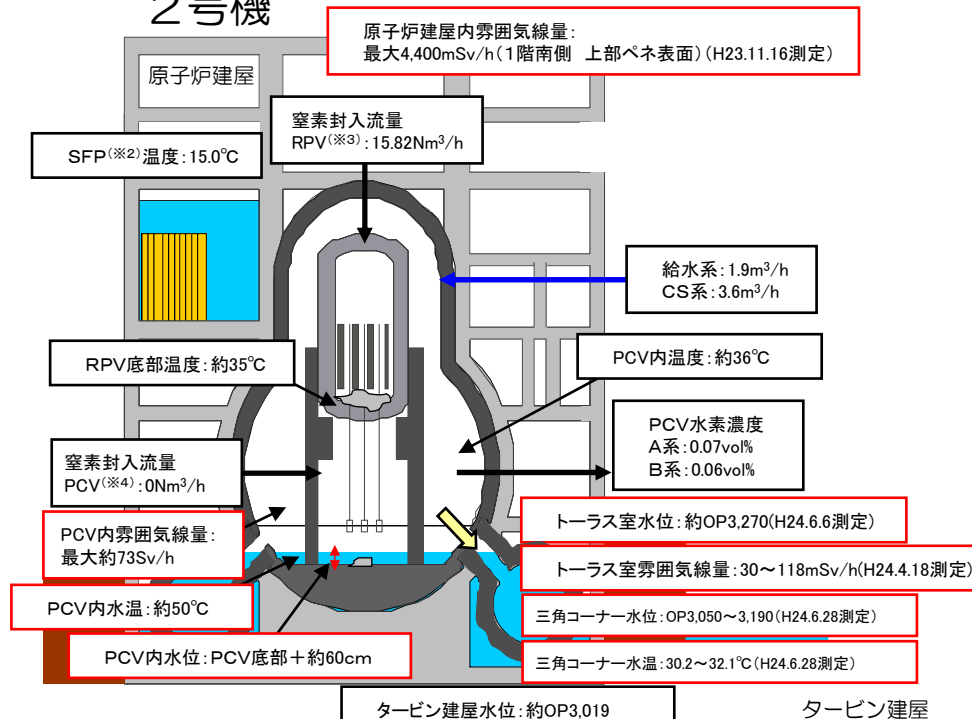 ２号機
原子炉建屋内雰囲気線量：
最大4,400mSv/h（１階南側　上部ペネ表面）（H23.11.16測定）
原子炉建屋
窒素封入流量
RPV(※3)：15.82Nm³/h
SFP(※2)温度：15.0℃
給水系：1.9m³/h
CS系：3.6m³/h
RPV底部温度：約35℃
PCV内温度：約36℃
PCV水素濃度
A系：0.07vol%
B系：0.06vol%
窒素封入流量
PCV(※4)：0Nm³/h
PCV内雰囲気線量：
最大約73Sv/h
トーラス室水位：約OP3,270（H24.6.6測定）
トーラス室雰囲気線量：30～118mSv/h（H24.4.18測定）
PCV内水温：約50℃
三角コーナー水位：OP3,050～3,190（H24.6.28測定）
PCV内水位：PCV底部＋約60cm
三角コーナー水温：30.2～32.1℃（H24.6.28測定）
タービン建屋水位：約OP3,019
タービン建屋